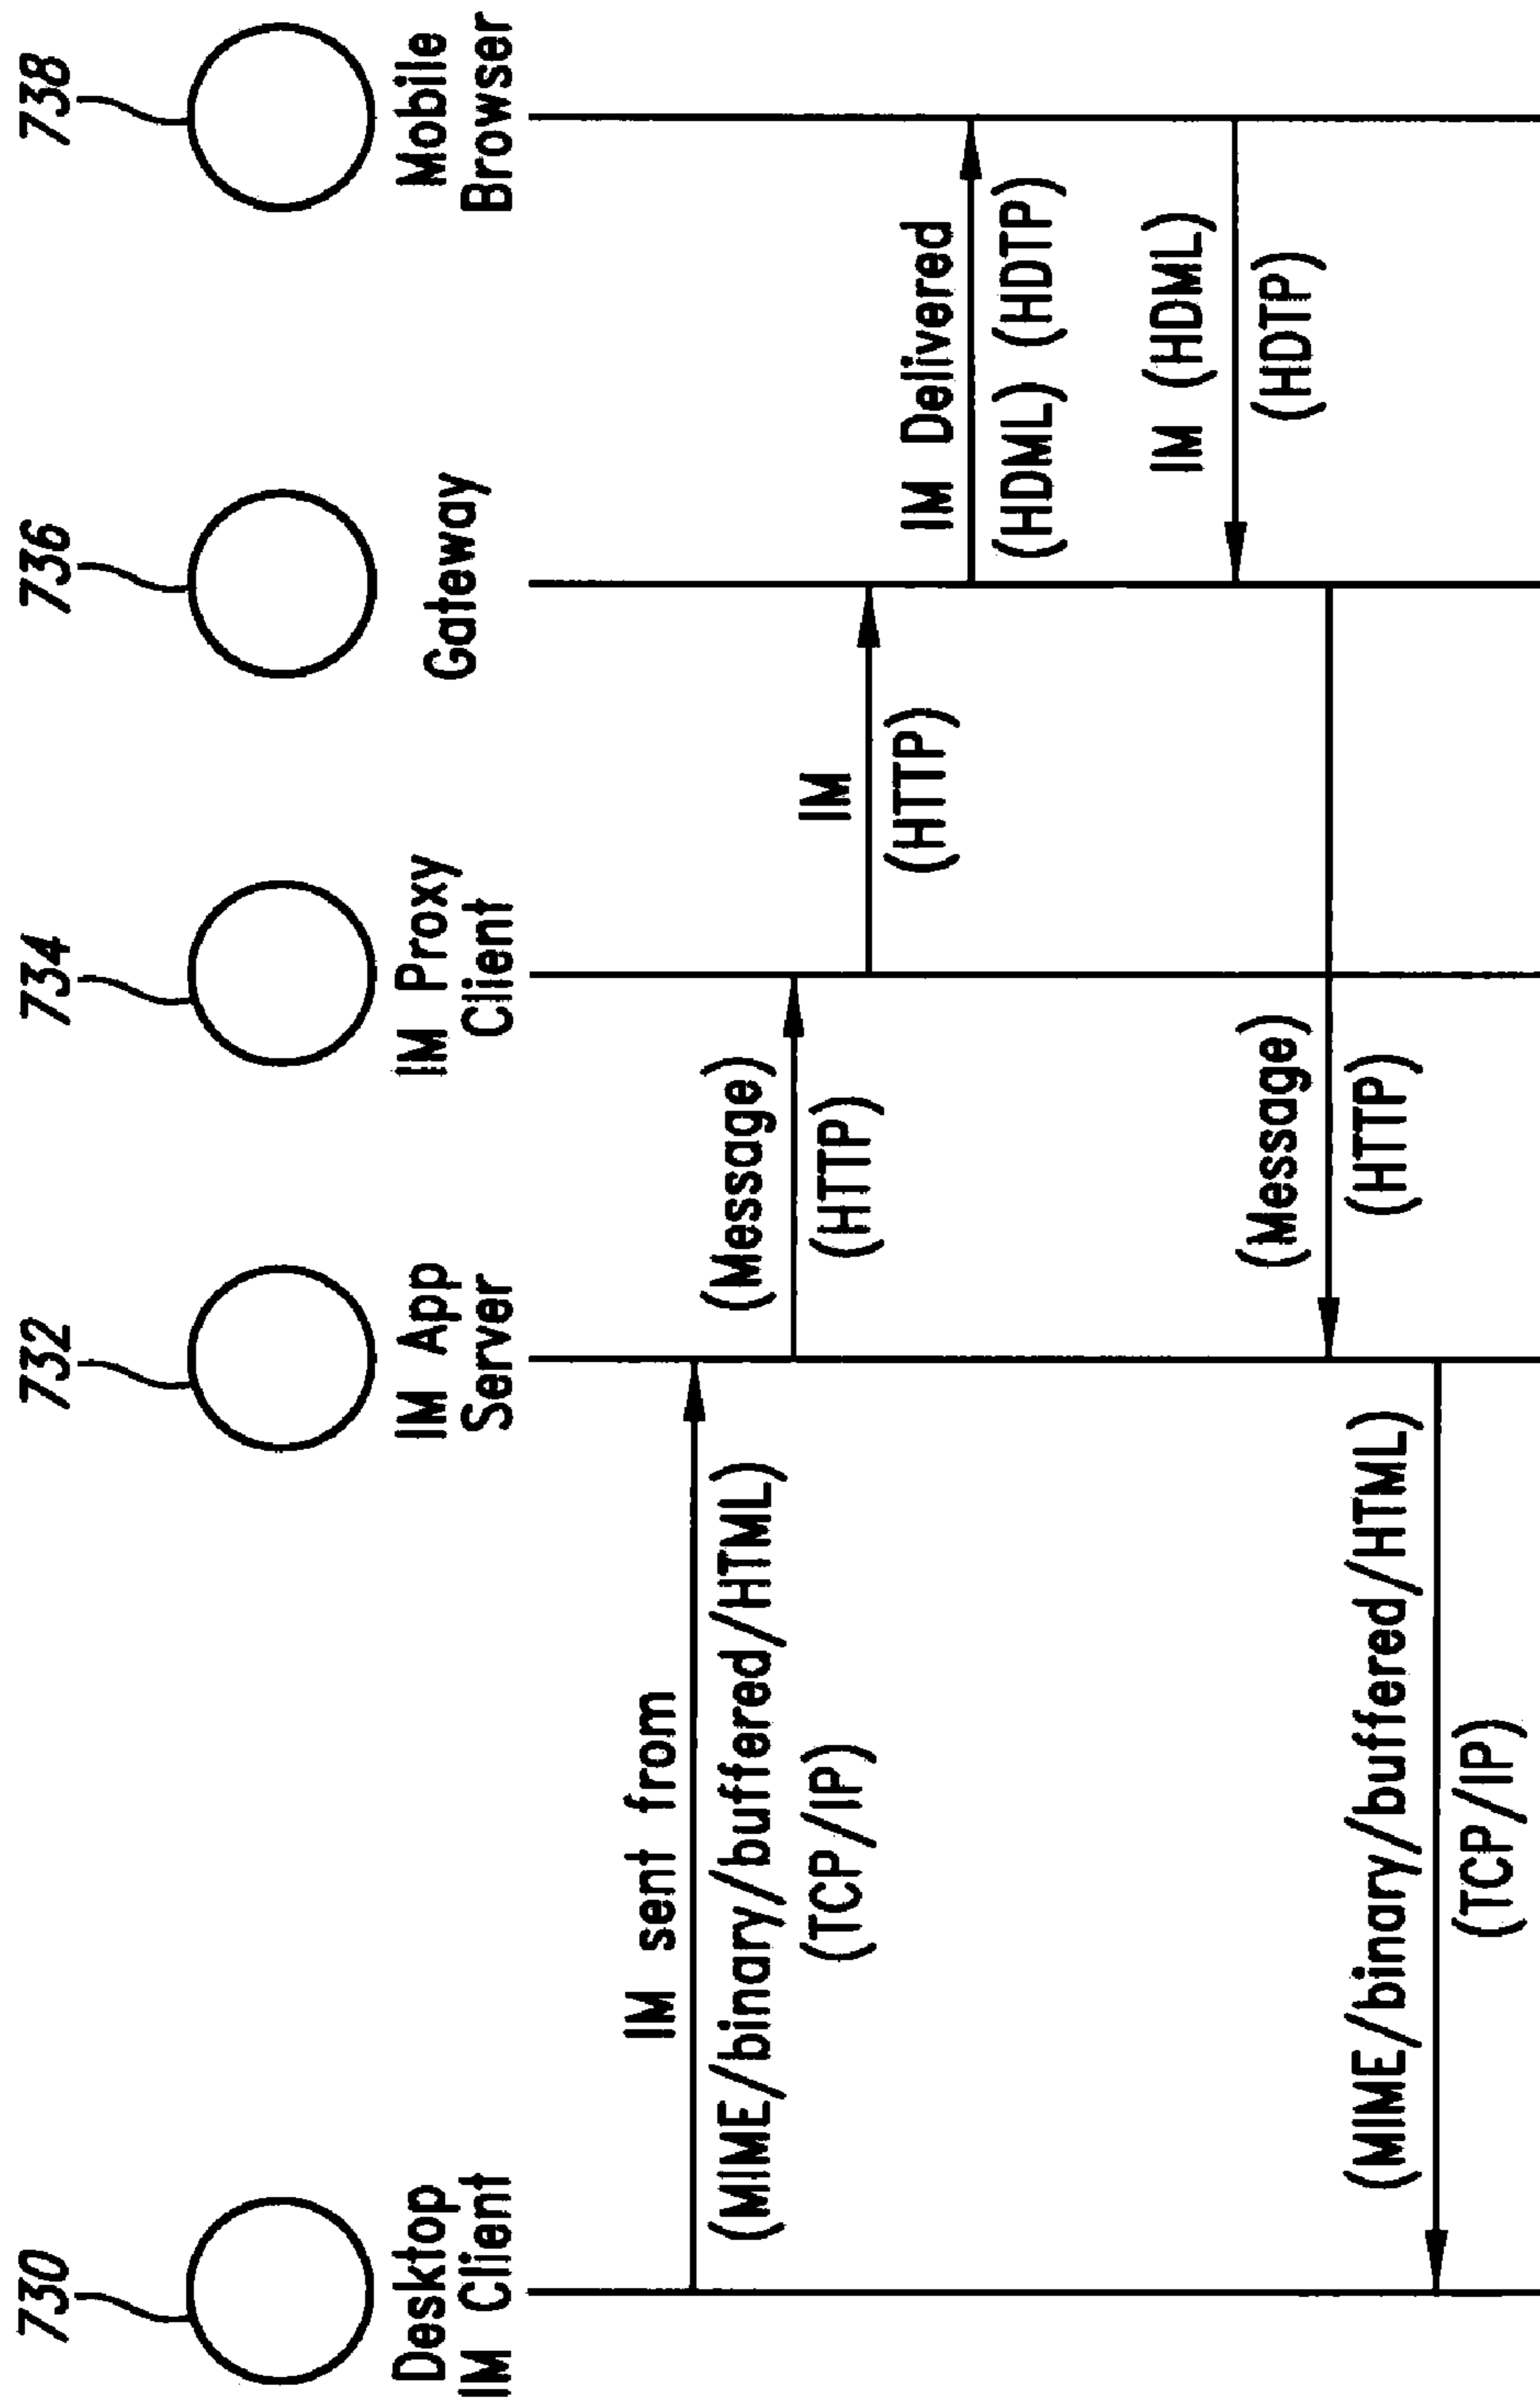 730
732
734
736
738
Desktop
IM Client
IM App
Server
IM Proxy
Client
Gateway
Mobile
Browser
IM sent from
(MIME/binary/buffered/HTML)
(TCP/IP)
(Message)
(HTTP)
IM
(HTTP)
IM Delivered
(HDML) (HDTP)
IM (HDML)
(HDTP)
(Message)
(HTTP)
(MIME/binary/buffered/HTML)
(TCP/IP)